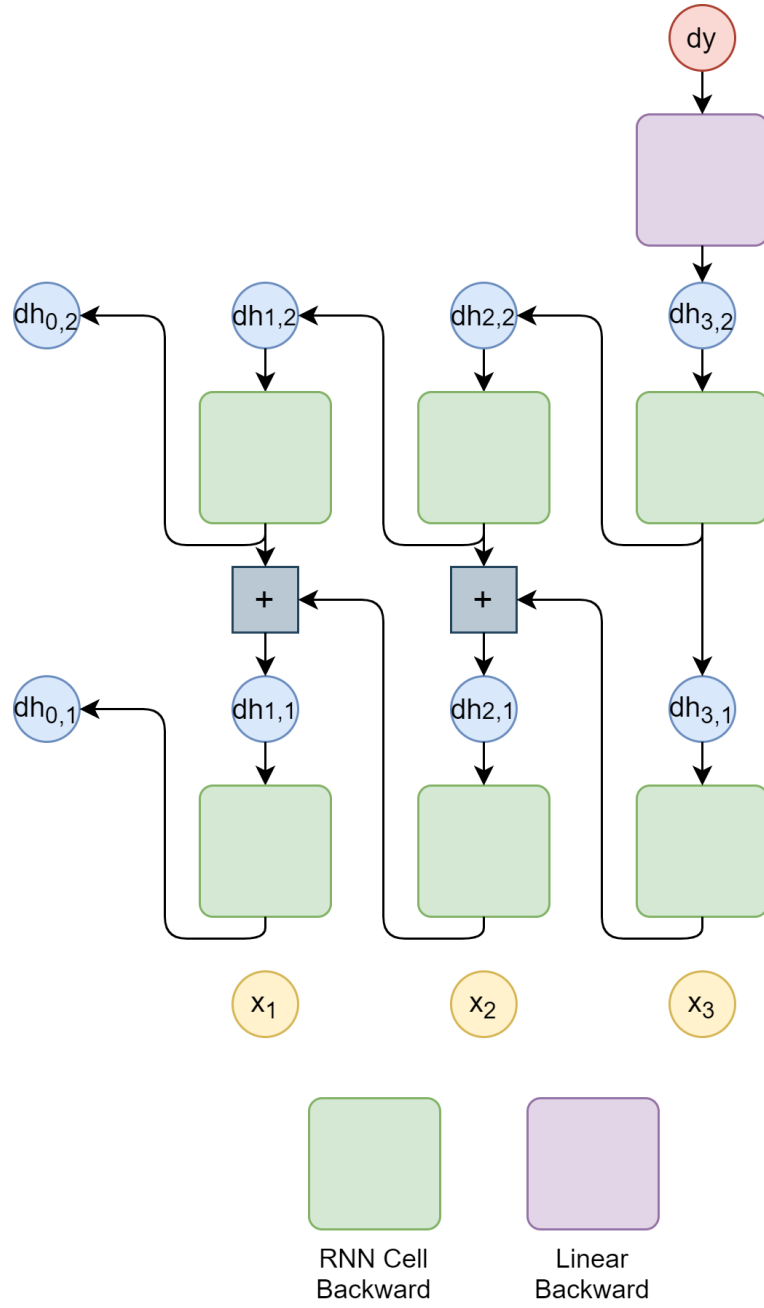 dy
dh0,2
dh1,2
dh2,2
dh3,2
+
+
dh0,1
dh1,1
dh2,1
dh3,1
x1
x2
x3
RNN Cell
Backward
Linear
Backward